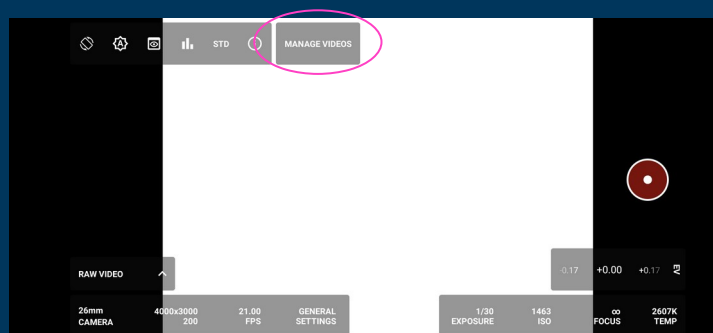 A
STD
MANAGE VIDEOS
RAW VIDEO
-0.17 +0.00 +0.17 EV
26mm 4000x3000 21.00 GENERAL
CAMERA 200 FPS SETTINGS
1/30 1463 ∞ 2607K
EXPOSURE ISO FOCUS TEMP